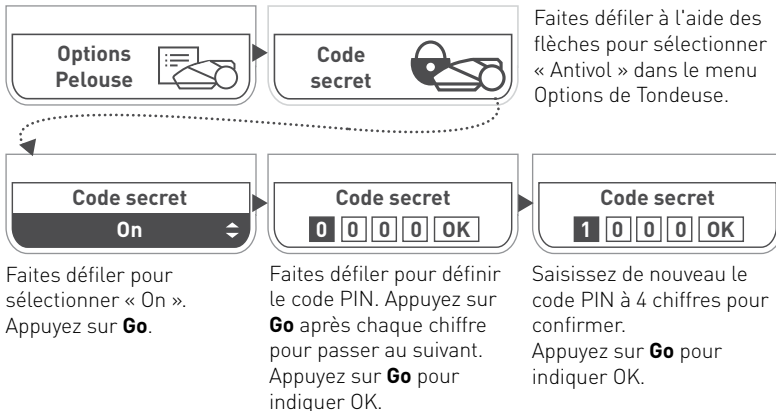 Options
Pelouse
Code
secret
Faites défiler à l'aide des
flèches pour sélectionner
« Antivol » dans le menu
Options de Tondeuse.
Code secret
On
Faites défiler pour
sélectionner « On ».
Appuyez sur Go.
Code secret
0 0 0 0 OK
Faites défiler pour définir
le code PIN. Appuyez sur
Go après chaque chiffre
pour passer au suivant.
Appuyez sur Go pour
indiquer OK.
Code secret
1 0 0 0 OK
Saisissez de nouveau le
code PIN à 4 chiffres pour
confirmer.
Appuyez sur Go pour
indiquer OK.